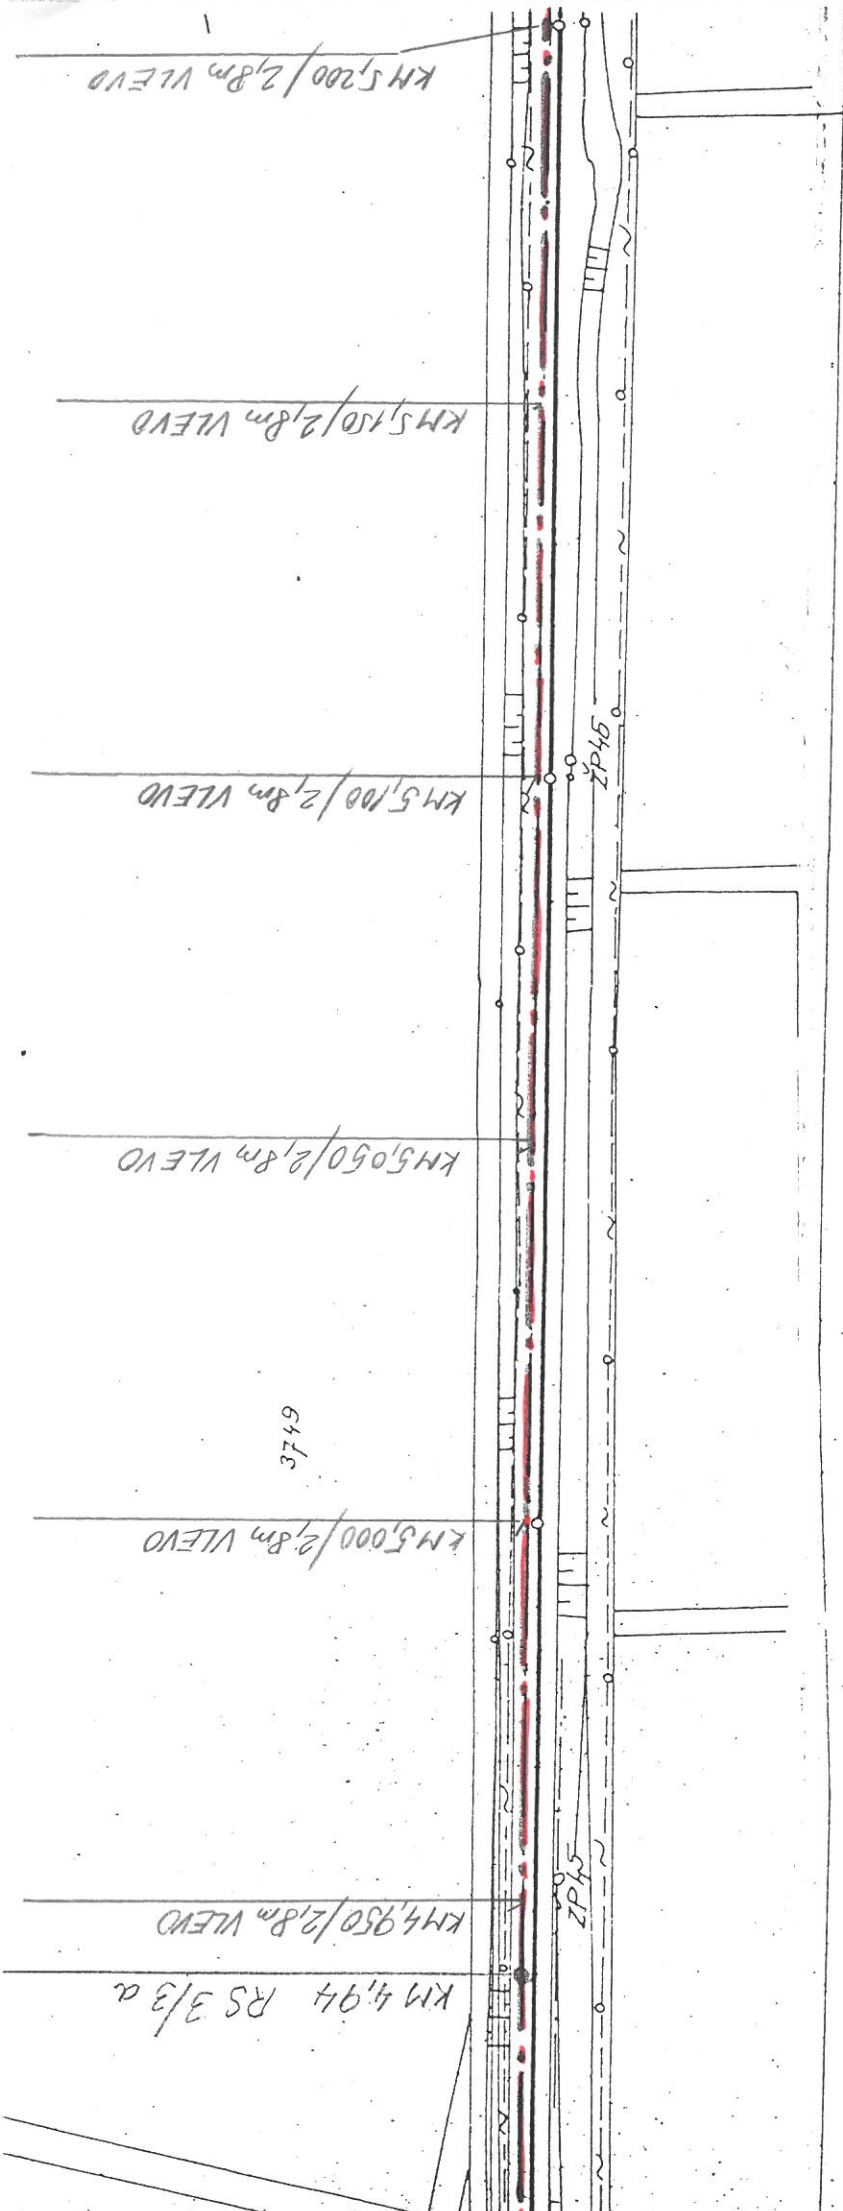 KM 5,200/2,8m VLEVO
KM 5,150/2,8m VLEVO
KM 5,100/2,8m VLEVO
ŽP46
KM 5,050/2,8m VLEVO
3749
KM 5,000/2,8m VLEVO
KM 4,950/2,8m VLEVO
ŽP45
KM 4,94 RS 3/3 a